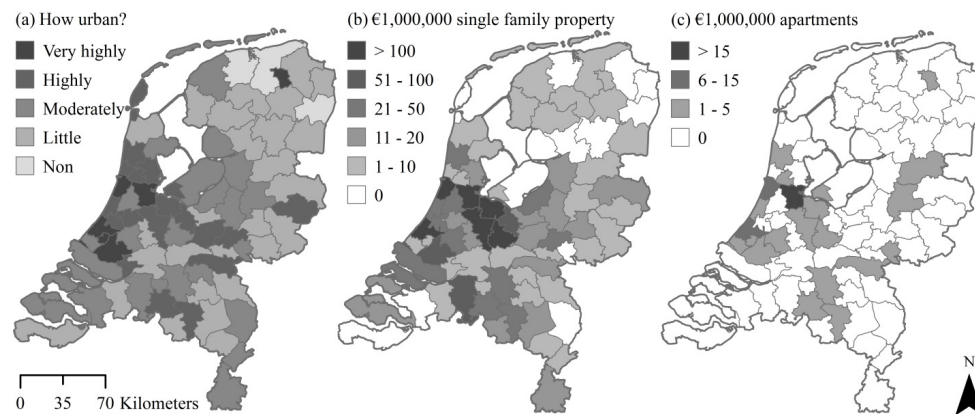 (a) How urban?
Very highly
Highly
Moderately
Little
Non
0 35 70 Kilometers
(b) €1,000,000 single family property
> 100
51 - 100
21 - 50
11 - 20
1 - 10
0
(c) €1,000,000 apartments
> 15
6 - 15
1 - 5
0
N